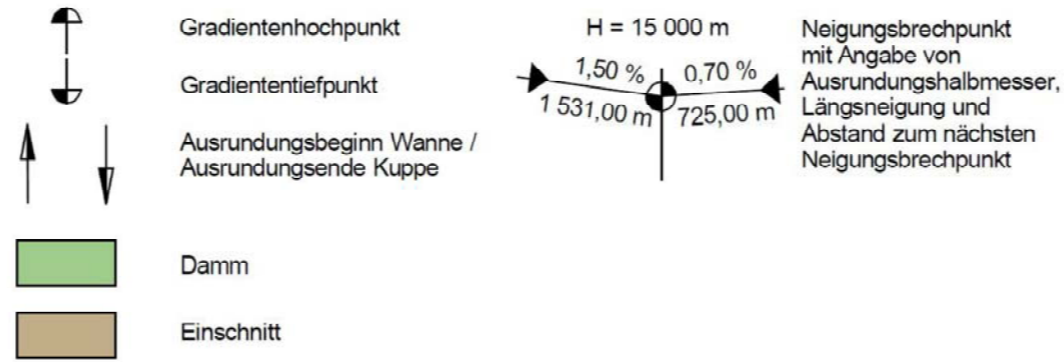 Gradientenhochpunkt
Gradiententiefpunkt
Ausrundungsbeginn Wanne /
Ausrundungsende Kuppe
Damm
Einschnitt
H = 15 000 m
1,50 % 0,70 %
1 531,00 m 725,00 m
Neigungsbrechpunkt
mit Angabe von
Ausrundungshalbmesser,
Längsneigung und
Abstand zum nächsten
Neigungsbrechpunkt